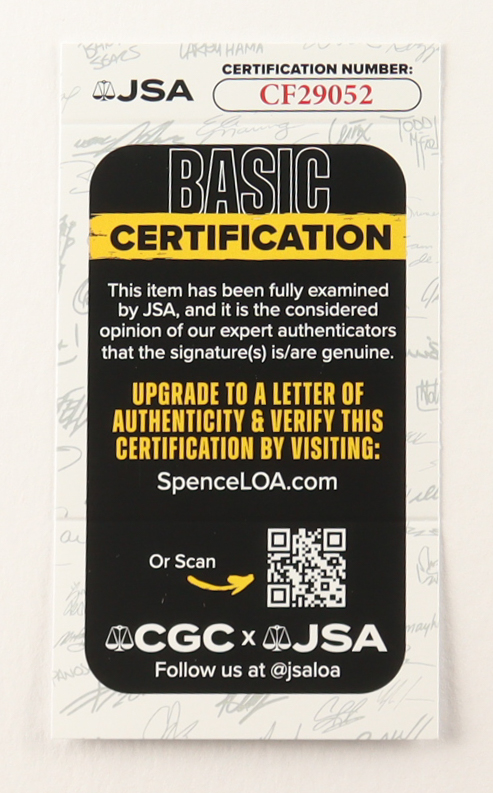 JSA
CERTIFICATION NUMBER:
CF29052
BASIC
CERTIFICATION
This item has been fully examined
by JSA, and it is the considered
opinion of our expert authenticators
that the signature(s) is/are genuine.
UPGRADE TO A LETTER OF
AUTHENTICITY & VERIFY THIS
CERTIFICATION BY VISITING:
SpenceLOA.com
Or Scan
CGC x JSA
Follow us at @jsaloa